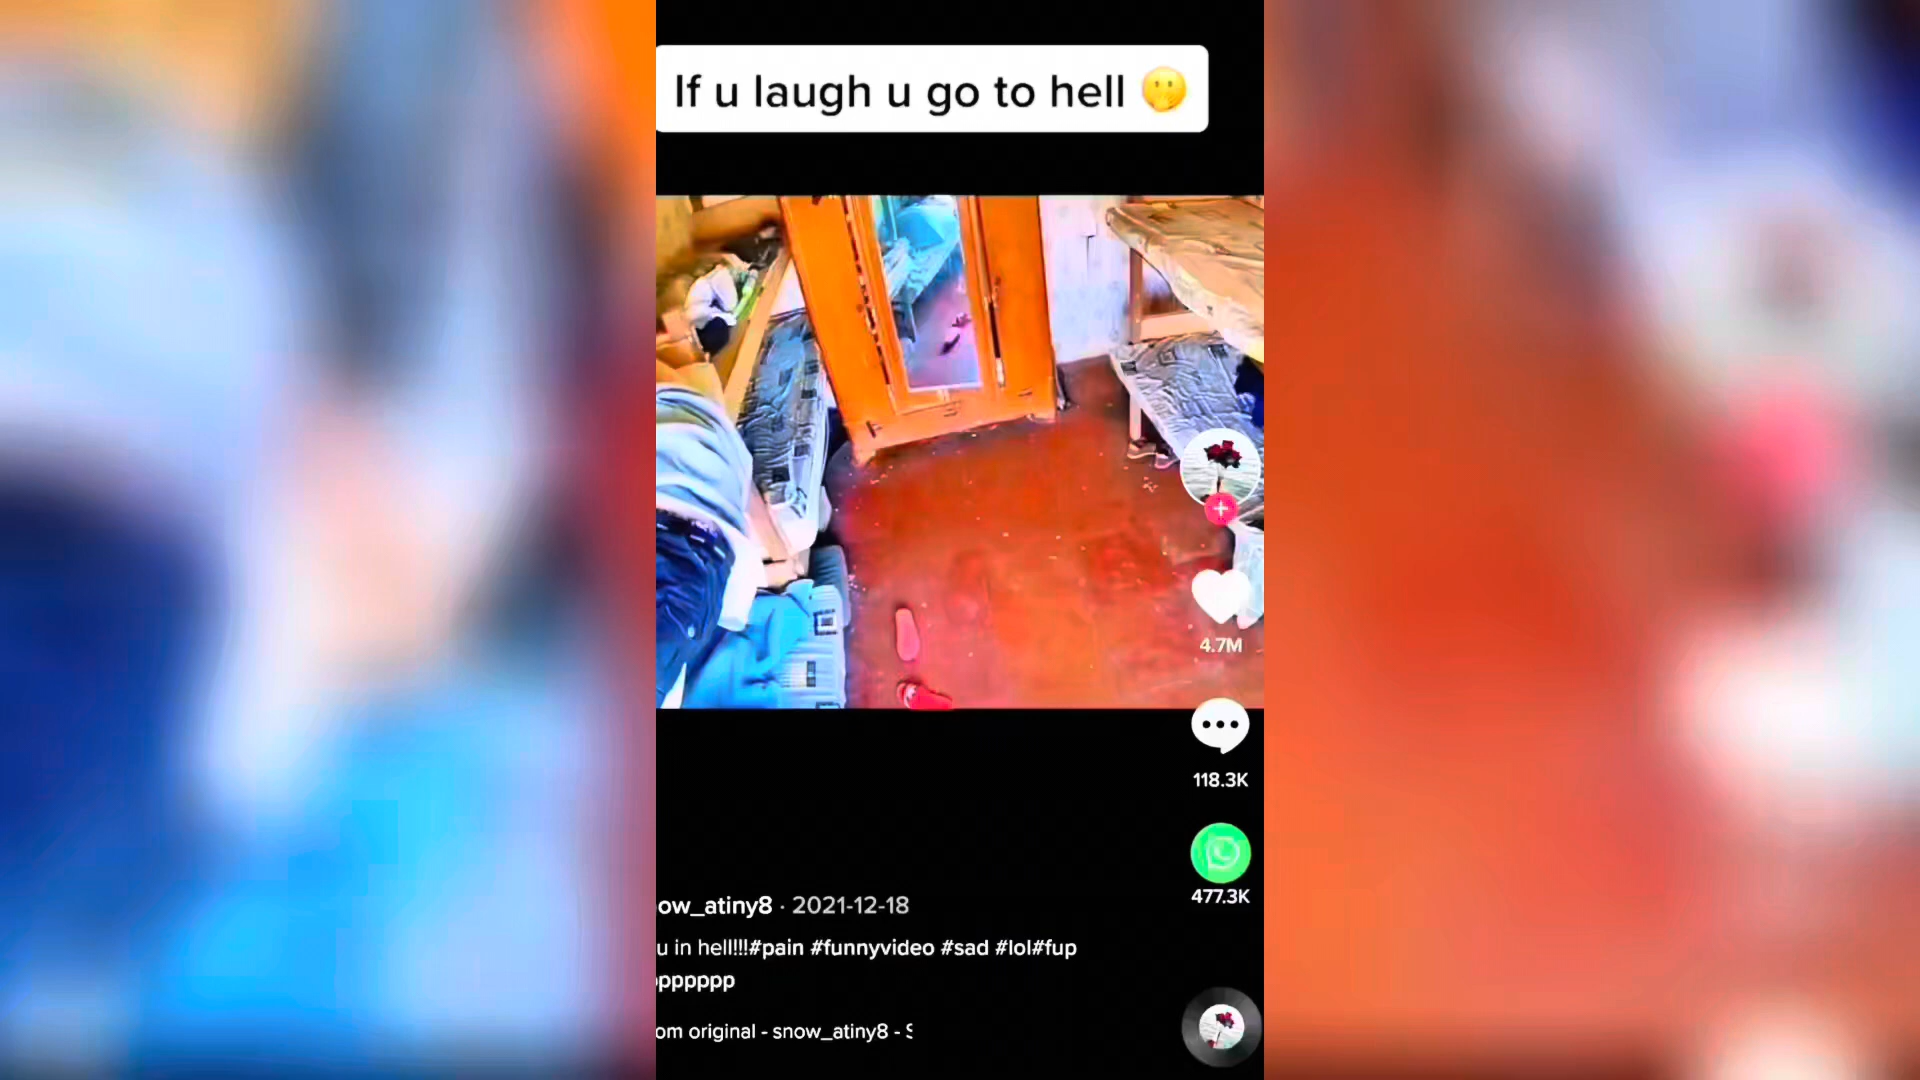 If u laugh u go to hell 🤭
4.7M
118.3K
477.3K
ow_atiny8 · 2021-12-18
u in hell!!!#pain #funnyvideo #sad #lol#fup
pppppp
om original - snow_atiny8 - S